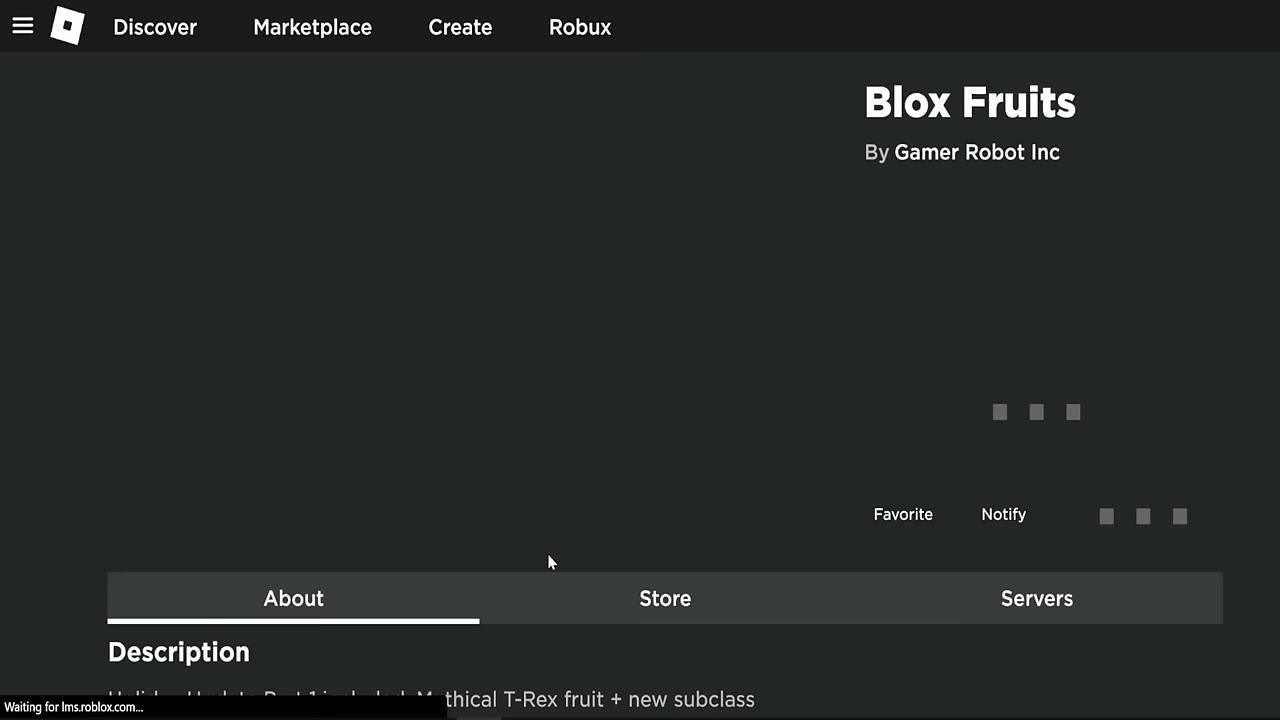 Discover Marketplace Create Robux
Blox Fruits
By Gamer Robot Inc
Favorite Notify
About Store Servers
Description
thical T-Rex fruit + new subclass
Waiting for lms.roblox.com...